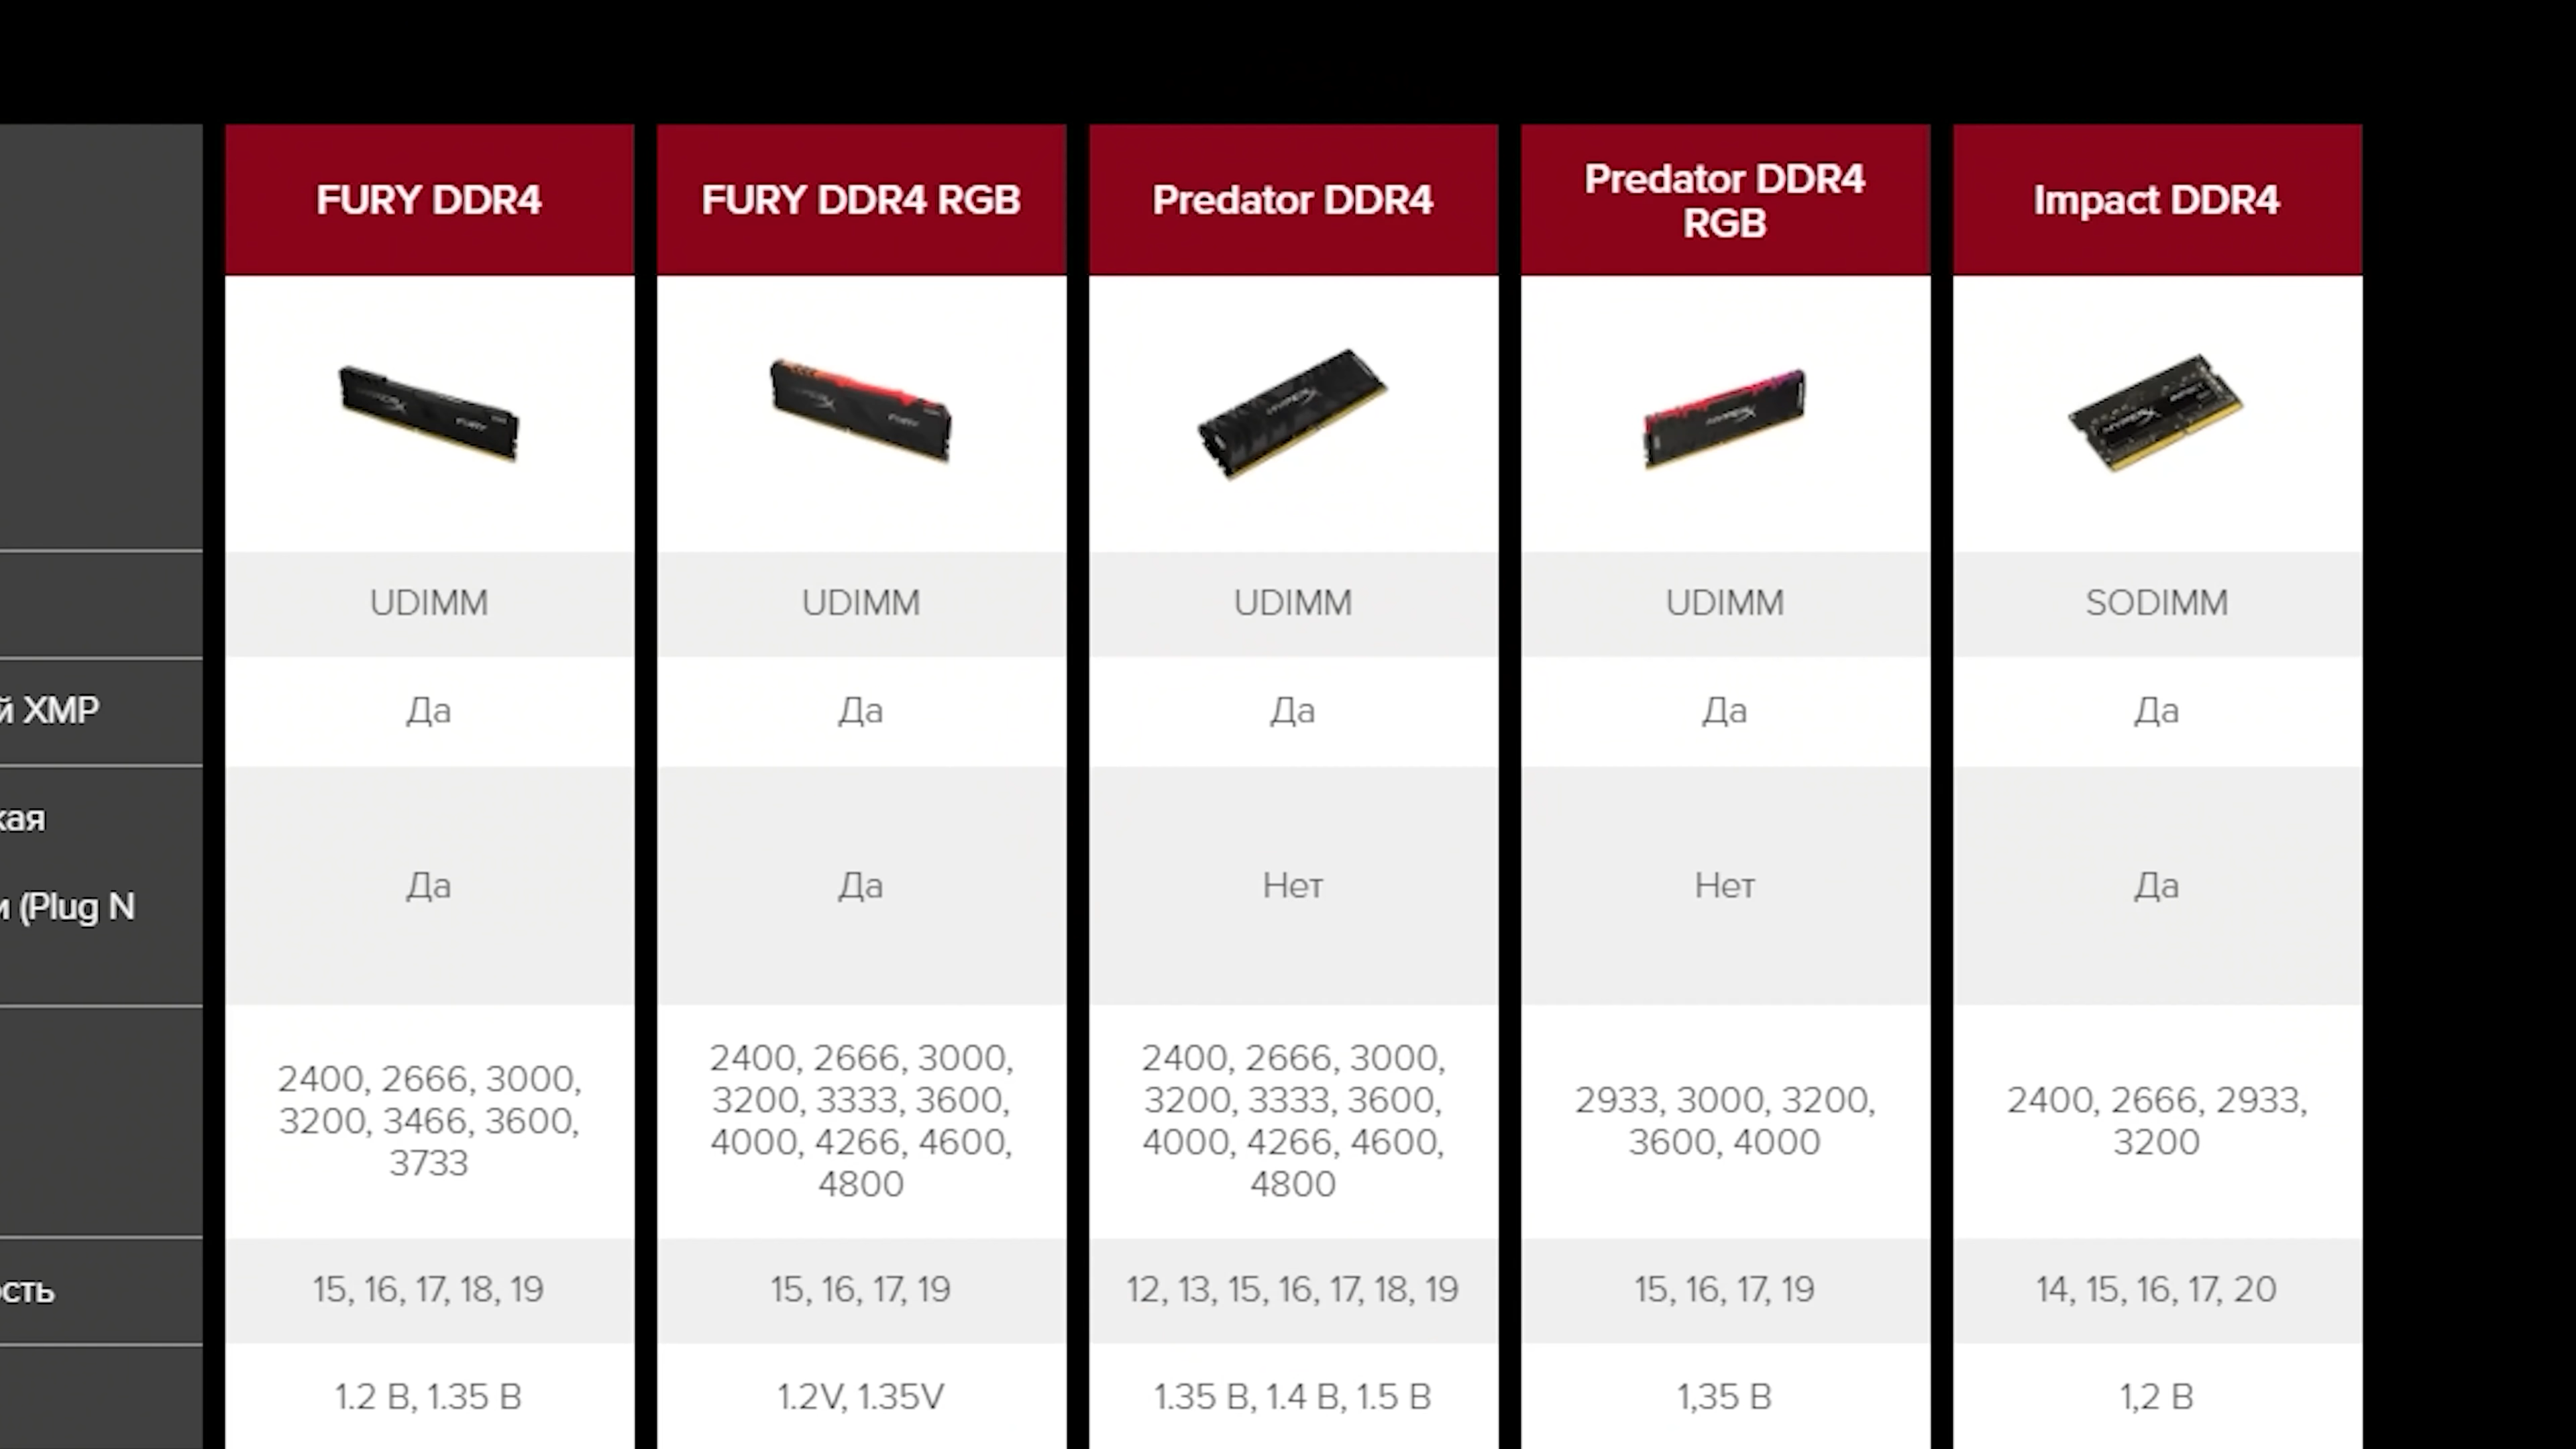 FURY DDR4
FURY DDR4 RGB
Predator DDR4
Predator DDR4
RGB
Impact DDR4
UDIMM
UDIMM
UDIMM
UDIMM
SODIMM
й XMP
Да
Да
Да
Да
Да
кая
и (Plug N
Да
Да
Нет
Нет
Да
2400, 2666, 3000,
3200, 3466, 3600,
3733
2400, 2666, 3000,
3200, 3333, 3600,
4000, 4266, 4600,
4800
2400, 2666, 3000,
3200, 3333, 3600,
4000, 4266, 4600,
4800
2933, 3000, 3200,
3600, 4000
2400, 2666, 2933,
3200
ость
15, 16, 17, 18, 19
15, 16, 17, 19
12, 13, 15, 16, 17, 18, 19
15, 16, 17, 19
14, 15, 16, 17, 20
1.2 В, 1.35 В
1.2V, 1.35V
1.35 В, 1.4 В, 1.5 В
1,35 В
1,2 В